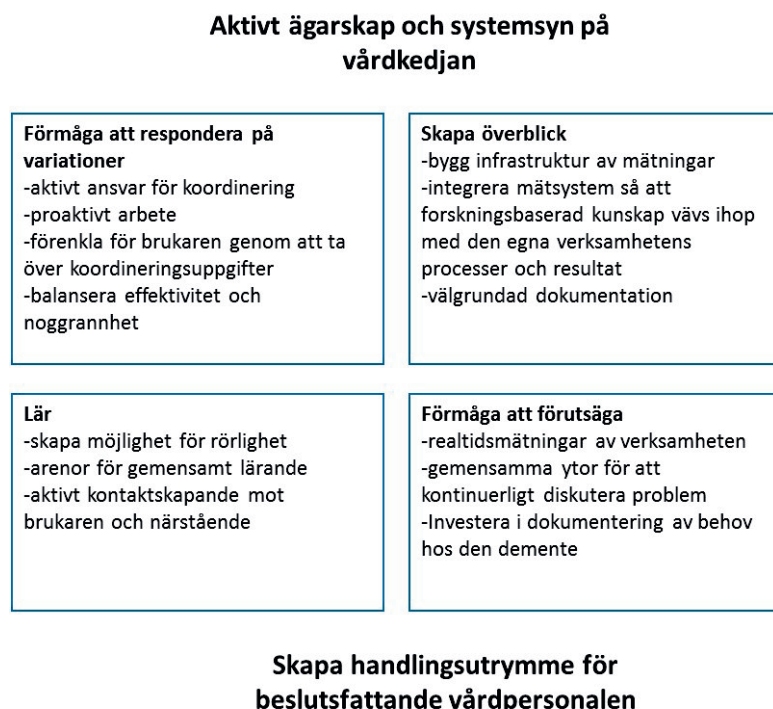 Aktivt ägarskap och systemsyn på
vårdkedjan
Förmåga att respondera på
variationer
-aktivt ansvar för koordinering
-proaktivt arbete
-förenkla för brukaren genom att ta
över koordineringsuppgifter
-balansera effektivitet och
noggrannhet
Skapa överblick
-bygg infrastruktur av mätningar
-integrera mätsystem så att
forskningsbaserad kunskap vävs ihop
med den egna verksamhetens
processer och resultat
-välgrundad dokumentation
Lär
-skapa möjlighet för rörlighet
-arenor för gemensamt lärande
-aktivt kontaktskapande mot
brukaren och närstående
Förmåga att förutsäga
-realtidsmätningar av verksamheten
-gemensamma ytor för att
kontinuerligt diskutera problem
-Investera i dokumentering av behov
hos den demente
Skapa handlingsutrymme för
beslutsfattande vårdpersonalen